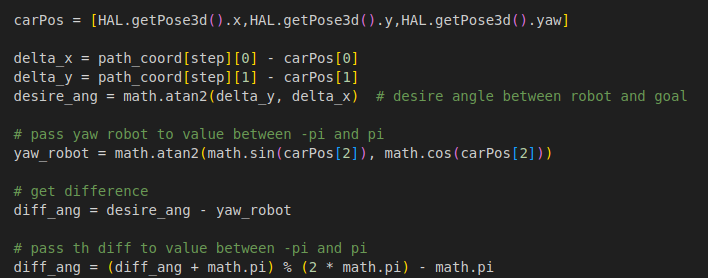 carPos = [HAL.getPose3d().x,HAL.getPose3d().y,HAL.getPose3d().yaw]
delta_x = path_coord[step][0] - carPos[0]
delta_y = path_coord[step][1] - carPos[1]
desire_ang = math.atan2(delta_y, delta_x)  # desire angle between robot and goal
# pass yaw robot to value between -pi and pi
yaw_robot = math.atan2(math.sin(carPos[2]), math.cos(carPos[2]))
# get difference
diff_ang = desire_ang - yaw_robot
# pass th diff to value between -pi and pi
diff_ang = (diff_ang + math.pi) % (2 * math.pi) - math.pi